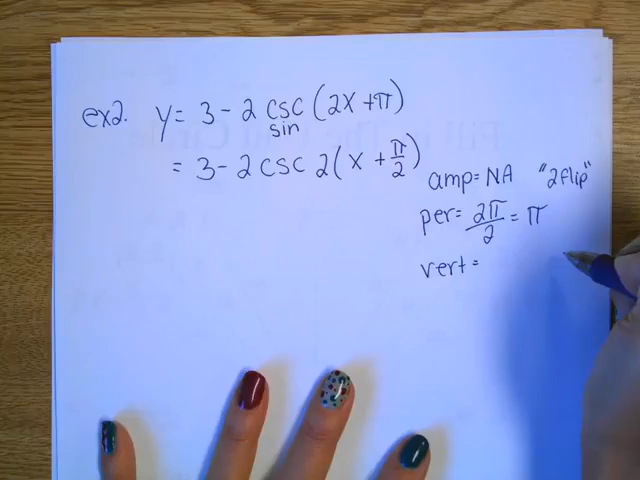 ex2. y = 3 - 2 csc (2x + π)
sin
= 3 - 2 csc 2(x + π/2)
amp = NA "2 flip"
per = 2π/2 = π
vert =